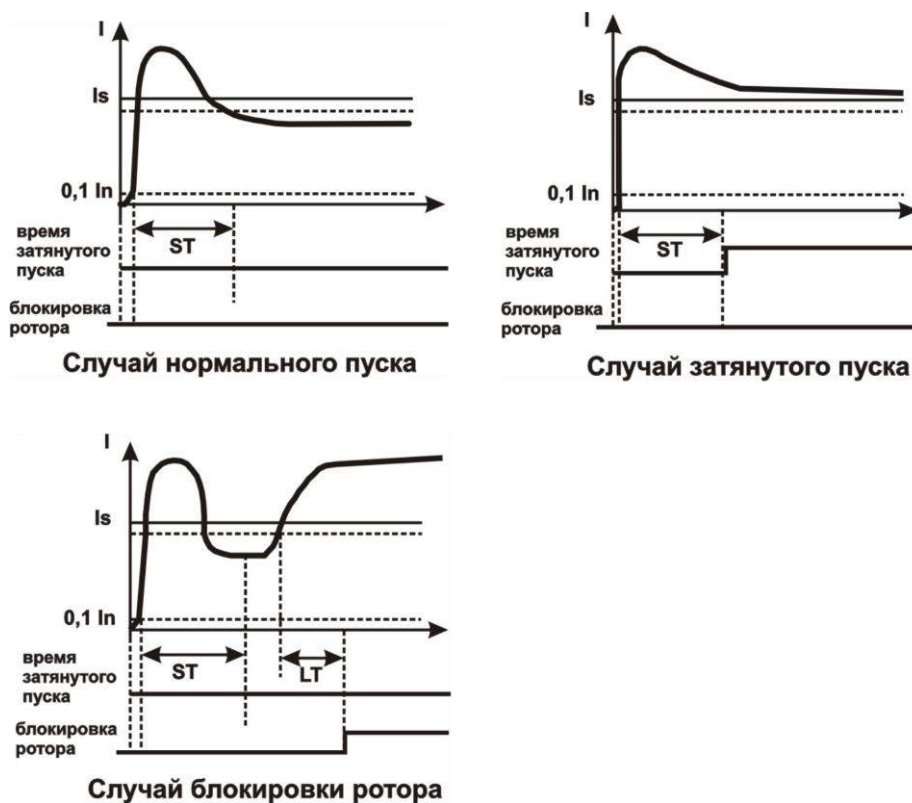 I
Is
0,1 In
ST
время
затянутого
пуска
блокировка
ротора
Случай нормального пуска
I
Is
0,1 In
ST
время
затянутого
пуска
блокировка
ротора
Случай затянутого пуска
I
Is
0,1 In
ST
LT
время
затянутого
пуска
блокировка
ротора
Случай блокировки ротора